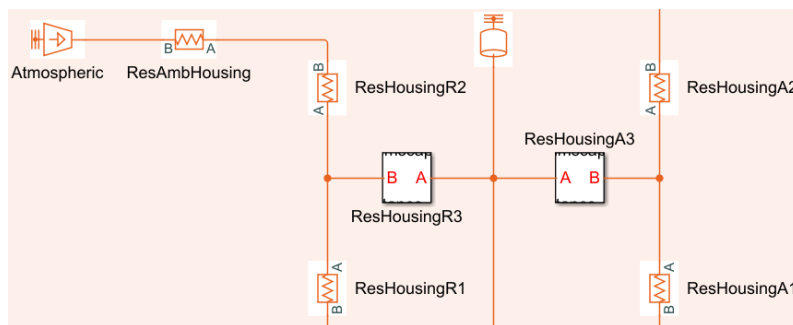 B
A
B
Atmospheric
ResAmbHousing
B
ResHousingR2
ResHousingA2
A
A
ResHousingA3
B A
A B
ResHousingR3
A
A
ResHousingR1
ResHousingA1
B
B